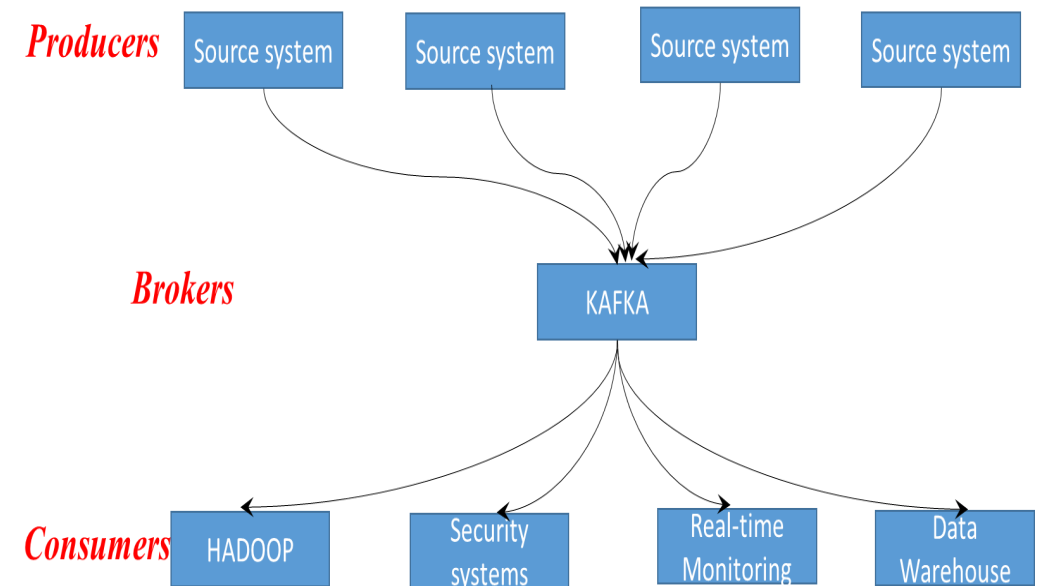 Producers
Source system
Source system
Source system
Source system
Brokers
KAFKA
Consumers
HADOOP
Security
systems
Real-time
Monitoring
Data
Warehouse